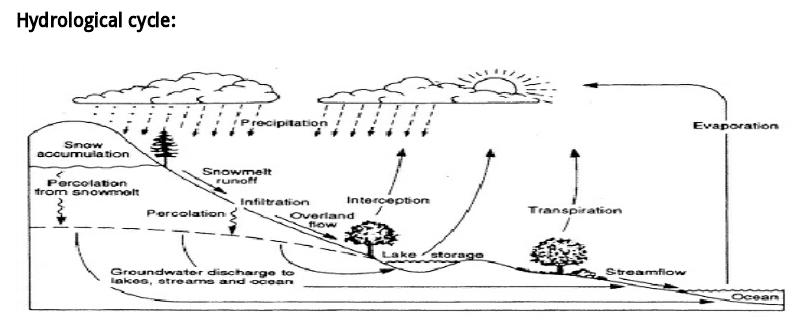 Hydrological cycle:
Precipitation
Evaporation
Snow
accumulation
Snowmelt
runoff
Percolation
from snowmelt
Infiltration
Interception
Percolation
Overland
flow
Transpiration
Lake storage
Streamflow
Groundwater discharge to
lakes, streams and ocean
Ocean